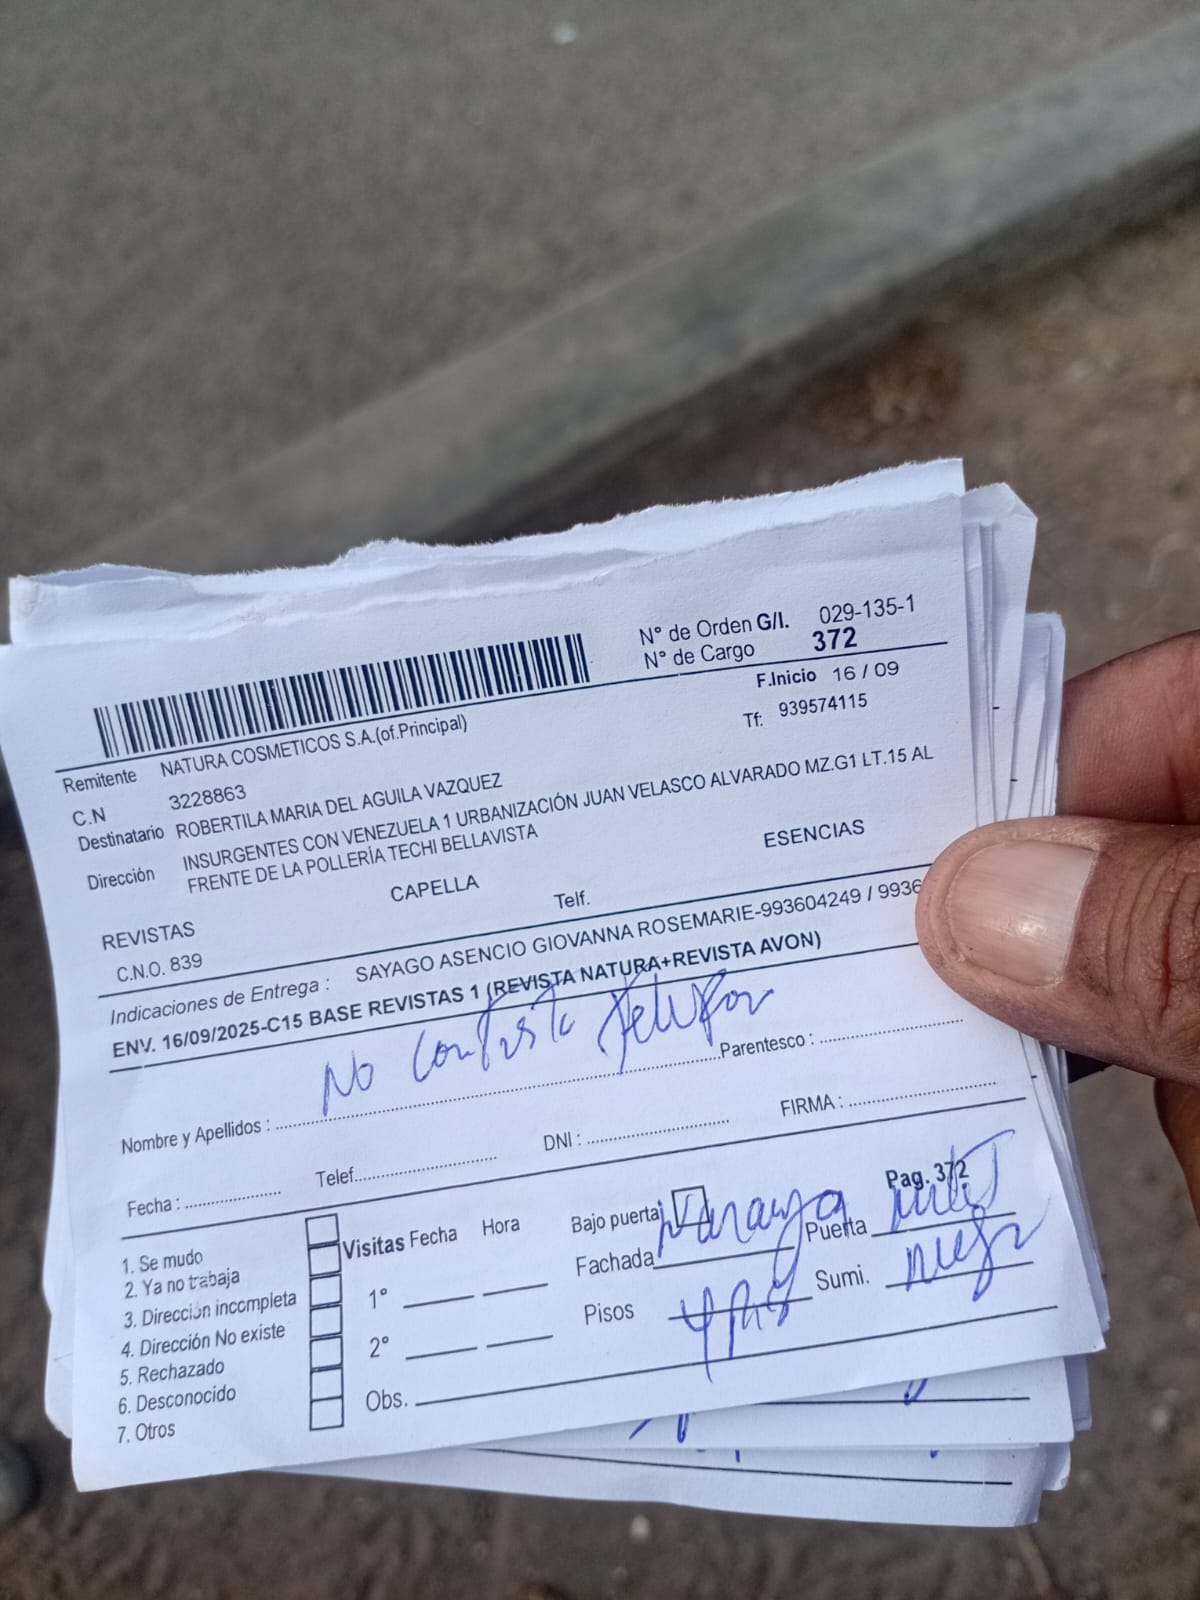 N° de Orden G/I. 029-135-1
N° de Cargo 372
F.Inicio 16 / 09
Tf: 939574115
Remitente NATURA COSMETICOS S.A.(of.Principal)
C.N 3228863
Destinatario ROBERTILA MARIA DEL AGUILA VAZQUEZ
Dirección INSURGENTES CON VENEZUELA 1 URBANIZACIÓN JUAN VELASCO ALVARADO MZ.G1 LT.15 AL
FRENTE DE LA POLLERÍA TECHI BELLAVISTA
REVISTAS CAPELLA ESENCIAS
C.N.O. 839 Telf.
Indicaciones de Entrega : SAYAGO ASENCIO GIOVANNA ROSEMARIE-993604249 / 9936
ENV. 16/09/2025-C15 BASE REVISTAS 1 (REVISTA NATURA+REVISTA AVON)
No contesta
Nombre y Apellidos : Parentesco :
Fecha : Telef. DNI : FIRMA :
Pag. 372
1. Se mudo
2. Ya no trabaja
3. Dirección incompleta
4. Dirección No existe
5. Rechazado
6. Desconocido
7. Otros
Visitas Fecha Hora
1°
2°
Obs.
Bajo puerta
Fachada Naranja Puerta
Pisos 4 Sumi.